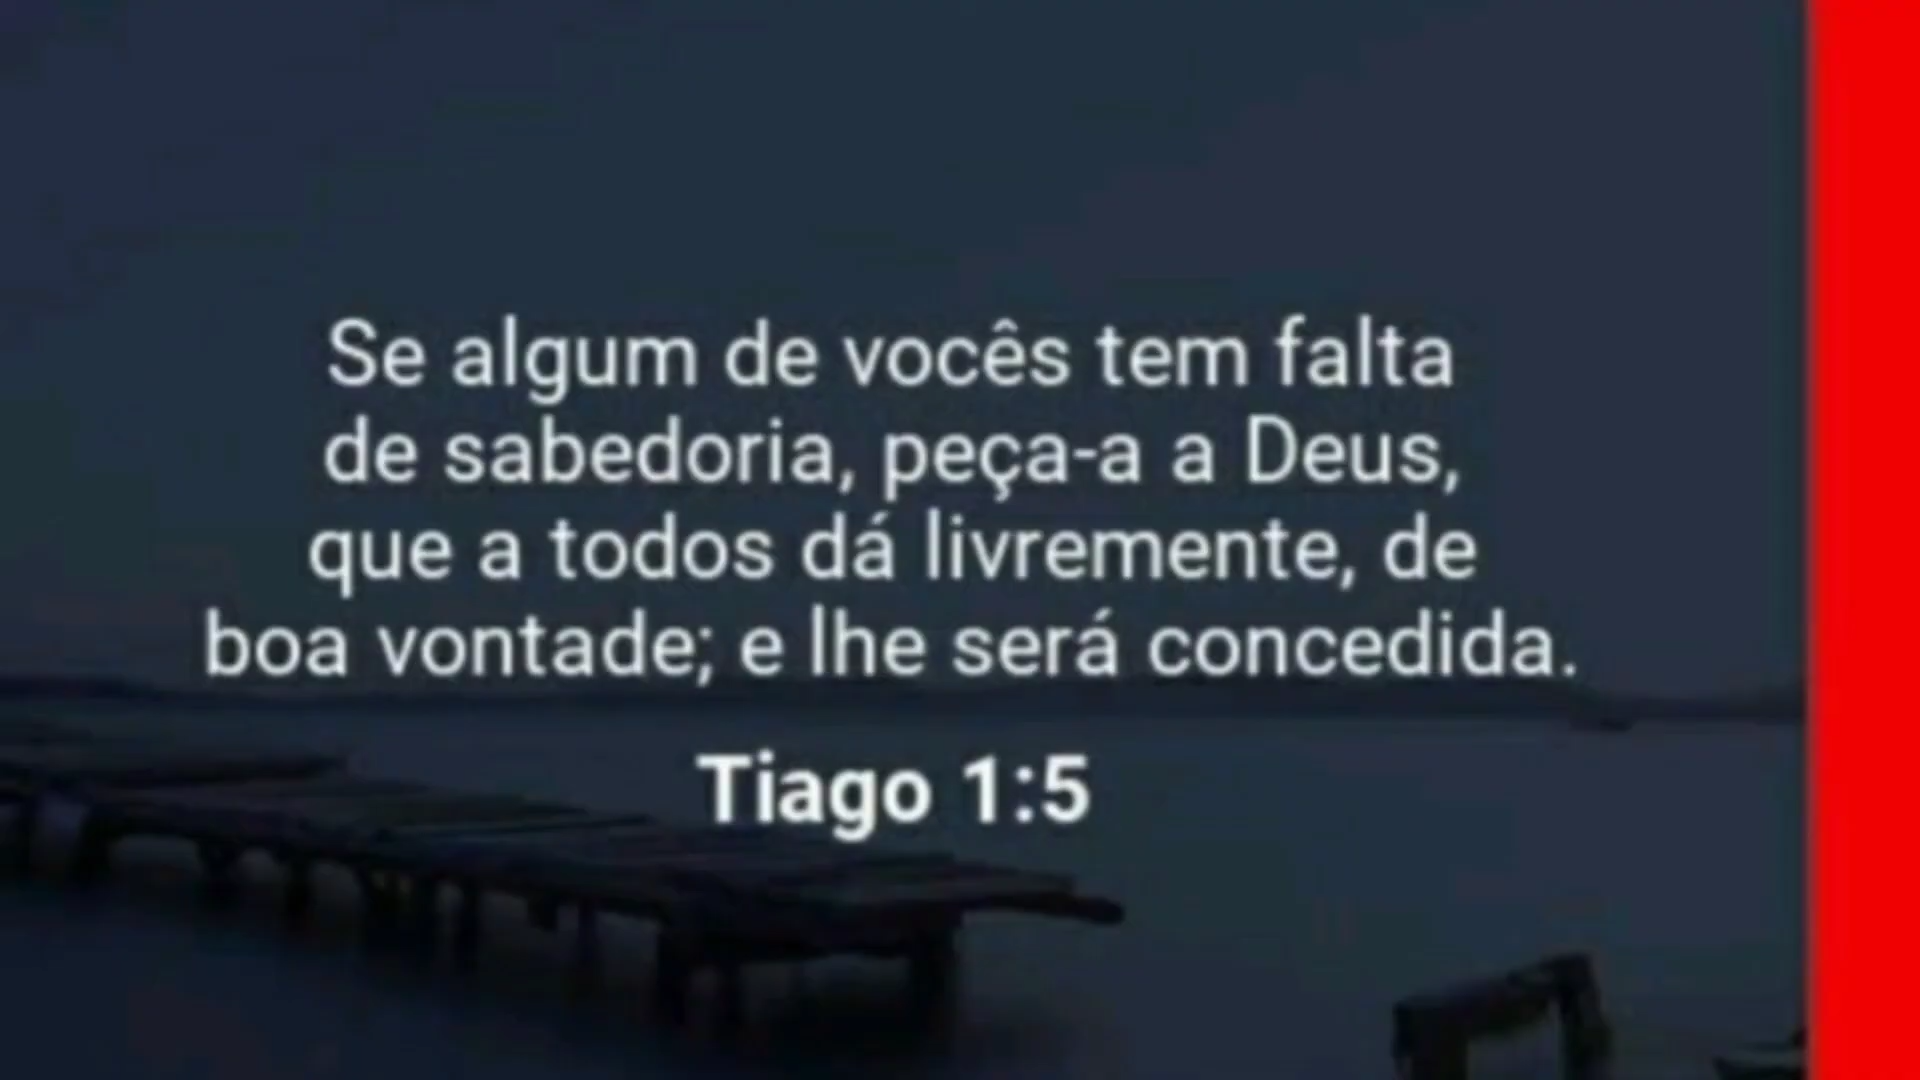 Se algum de vocês tem falta
de sabedoria, peça-a a Deus,
que a todos dá livremente, de
boa vontade; e lhe será concedida.
Tiago 1:5